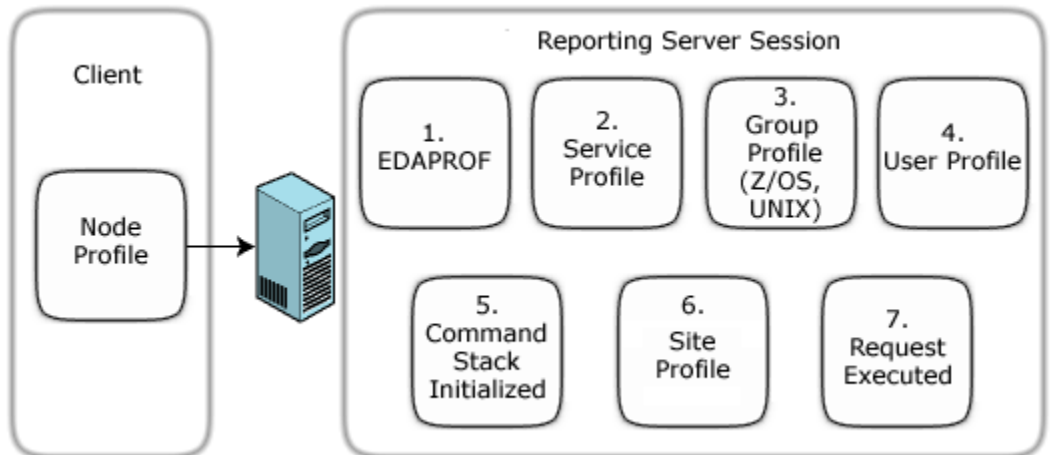 Client
Node
Profile
Reporting Server Session
1.
EDAPROF
2.
Service
Profile
3.
Group
Profile
(Z/OS,
UNIX)
4.
User Profile
5.
Command
Stack
Initialized
6.
Site
Profile
7.
Request
Executed